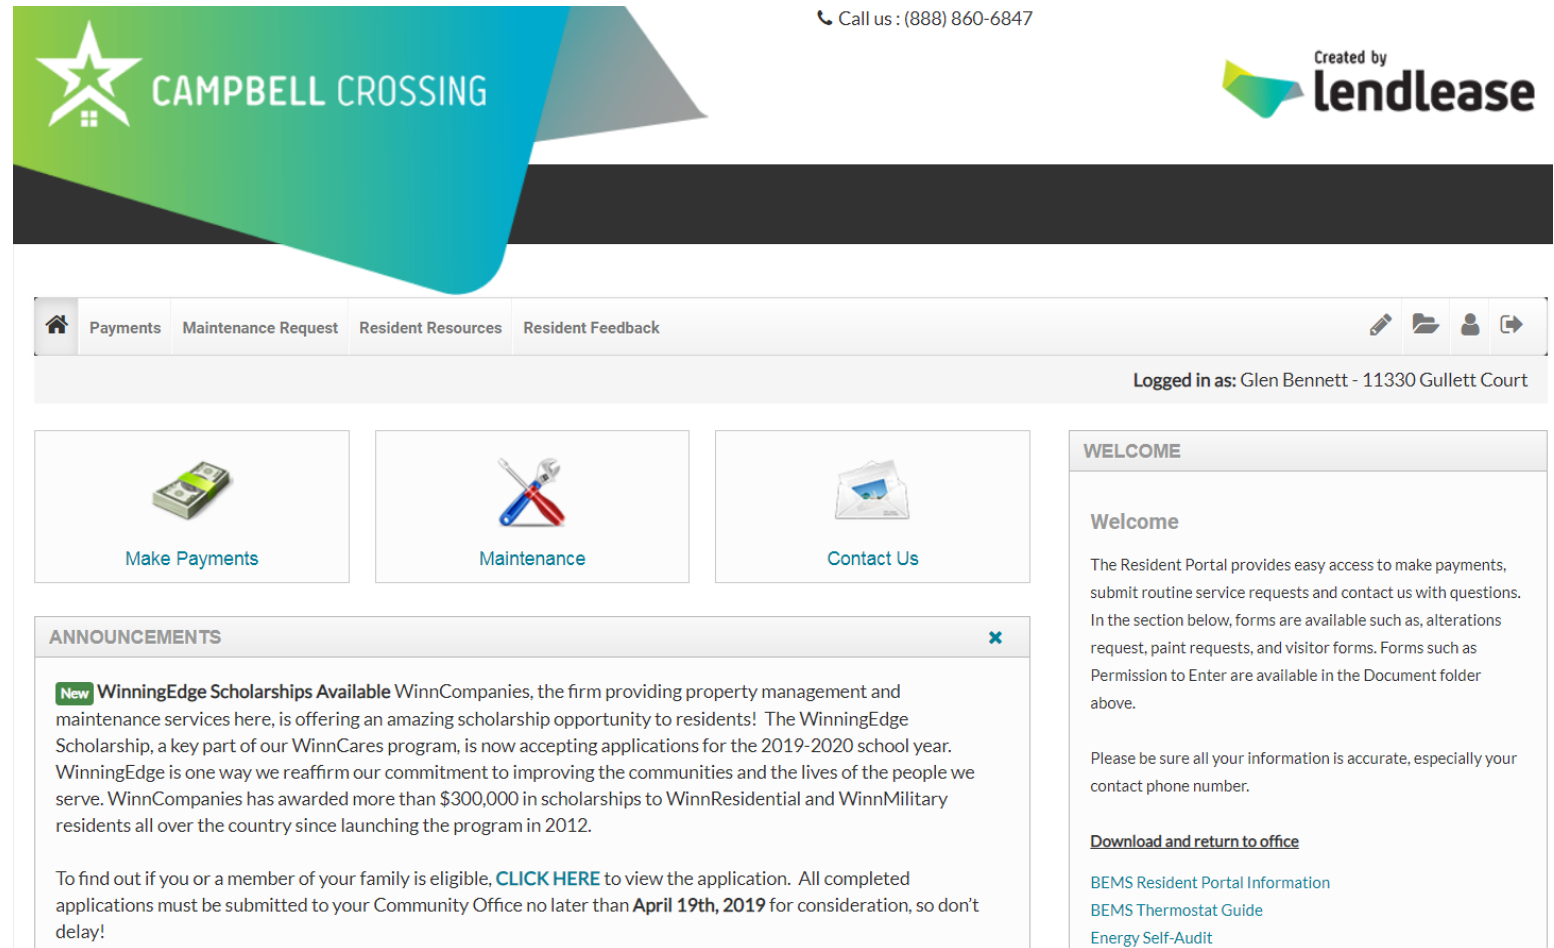 Call us : (888) 860-6847
CAMPBELL CROSSING
Created by
lendlease
Payments
Maintenance Request
Resident Resources
Resident Feedback
Logged in as: Glen Bennett - 11330 Gullett Court
Make Payments
Maintenance
Contact Us
ANNOUNCEMENTS
New WinningEdge Scholarships Available WinnCompanies, the firm providing property management and
maintenance services here, is offering an amazing scholarship opportunity to residents! The WinningEdge
Scholarship, a key part of our WinnCares program, is now accepting applications for the 2019-2020 school year.
WinningEdge is one way we reaffirm our commitment to improving the communities and the lives of the people we
serve. WinnCompanies has awarded more than $300,000 in scholarships to WinnResidential and WinnMilitary
residents all over the country since launching the program in 2012.
To find out if you or a member of your family is eligible, CLICK HERE to view the application. All completed
applications must be submitted to your Community Office no later than April 19th, 2019 for consideration, so don't
delay!
WELCOME
Welcome
The Resident Portal provides easy access to make payments,
submit routine service requests and contact us with questions.
In the section below, forms are available such as, alterations
request, paint requests, and visitor forms. Forms such as
Permission to Enter are available in the Document folder
above.
Please be sure all your information is accurate, especially your
contact phone number.
Download and return to office
BEMS Resident Portal Information
BEMS Thermostat Guide
Energy Self-Audit